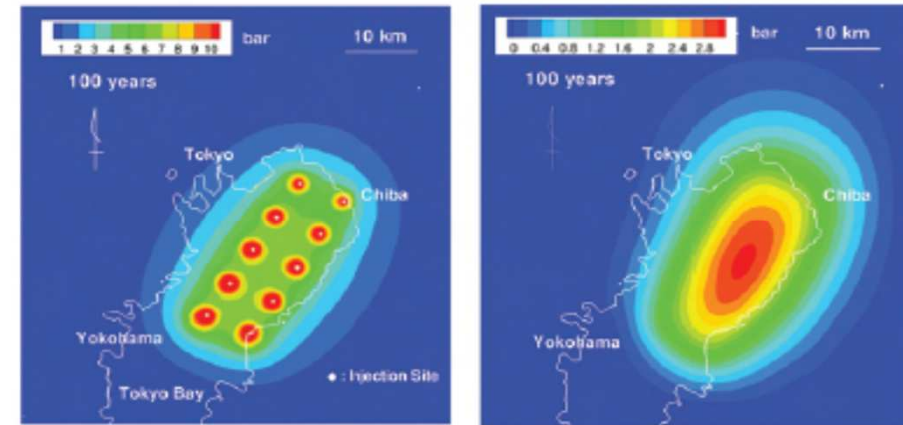 bar
10 km
1 2 3 4 5 6 7 8 9 10
100 years
Tokyo
Chiba
Yokohama
Tokyo Bay
: Injection Site
bar
10 km
0 0.4 0.8 1.2 1.6 2 2.4 2.8
100 years
Tokyo
Chiba
Yokohama